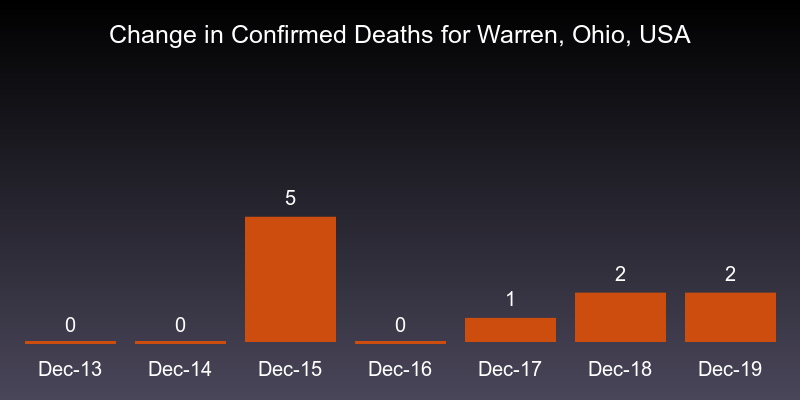 Change in Confirmed Deaths for Warren, Ohio, USA
5
2
2
1
0
0
0
Dec-13
Dec-14
Dec-15
Dec-16
Dec-17
Dec-18
Dec-19